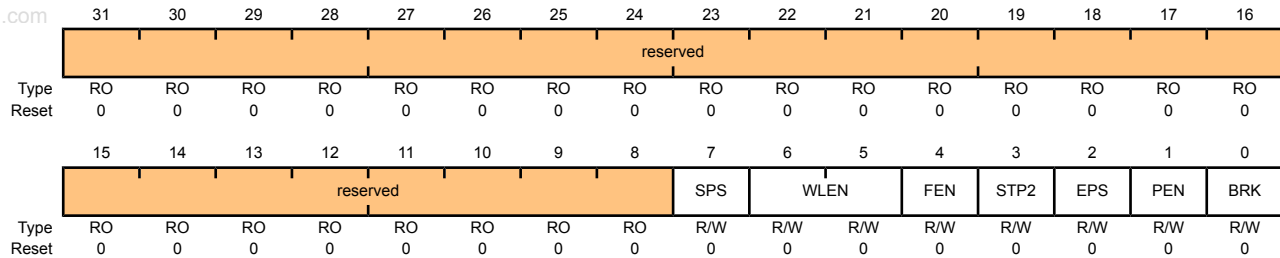 .com 31 30 29 28 27 26 25 24 23 22 21 20 19 18 17 16
reserved
Type RO RO RO RO RO RO RO RO RO RO RO RO RO RO RO RO
Reset 0 0 0 0 0 0 0 0 0 0 0 0 0 0 0 0
15 14 13 12 11 10 9 8 7 6 5 4 3 2 1 0
reserved SPS WLEN FEN STP2 EPS PEN BRK
Type RO RO RO RO RO RO RO RO R/W R/W R/W R/W R/W R/W R/W R/W
Reset 0 0 0 0 0 0 0 0 0 0 0 0 0 0 0 0